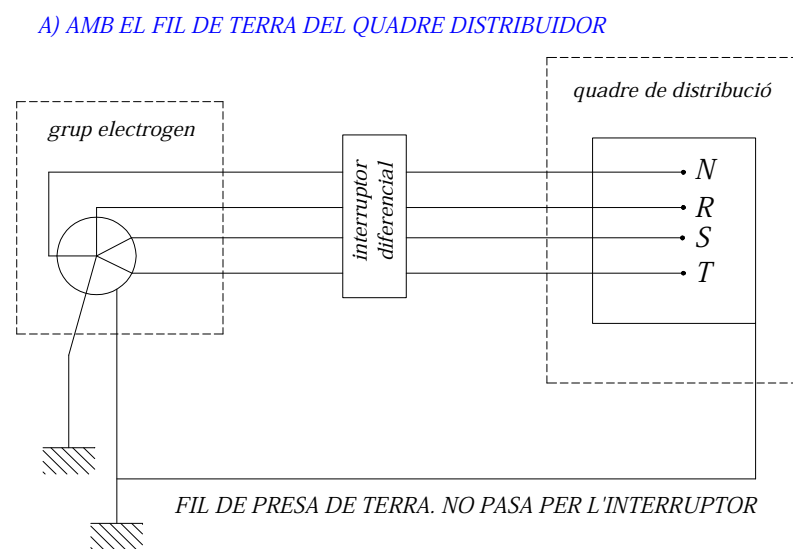 A) AMB EL FIL DE TERRA DEL QUADRE DISTRIBUIDOR
quadre de distribució
grup electrogen
interruptor
diferencial
N
R
S
T
FIL DE PRESA DE TERRA. NO PASA PER L'INTERRUPTOR